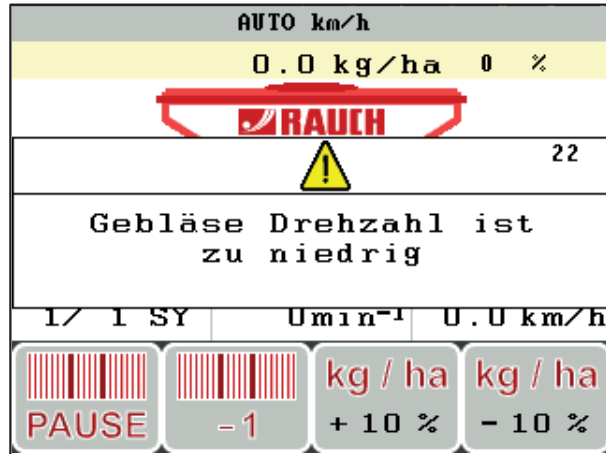 AUTO km/h
0.0 kg/ha 0 %
RAUCH
22
Gebläse Drehzahl ist
zu niedrig
1/ 1 SY 0min⁻¹ 0.0 km/h
kg / ha kg / ha
PAUSE -1 +10 % -10 %